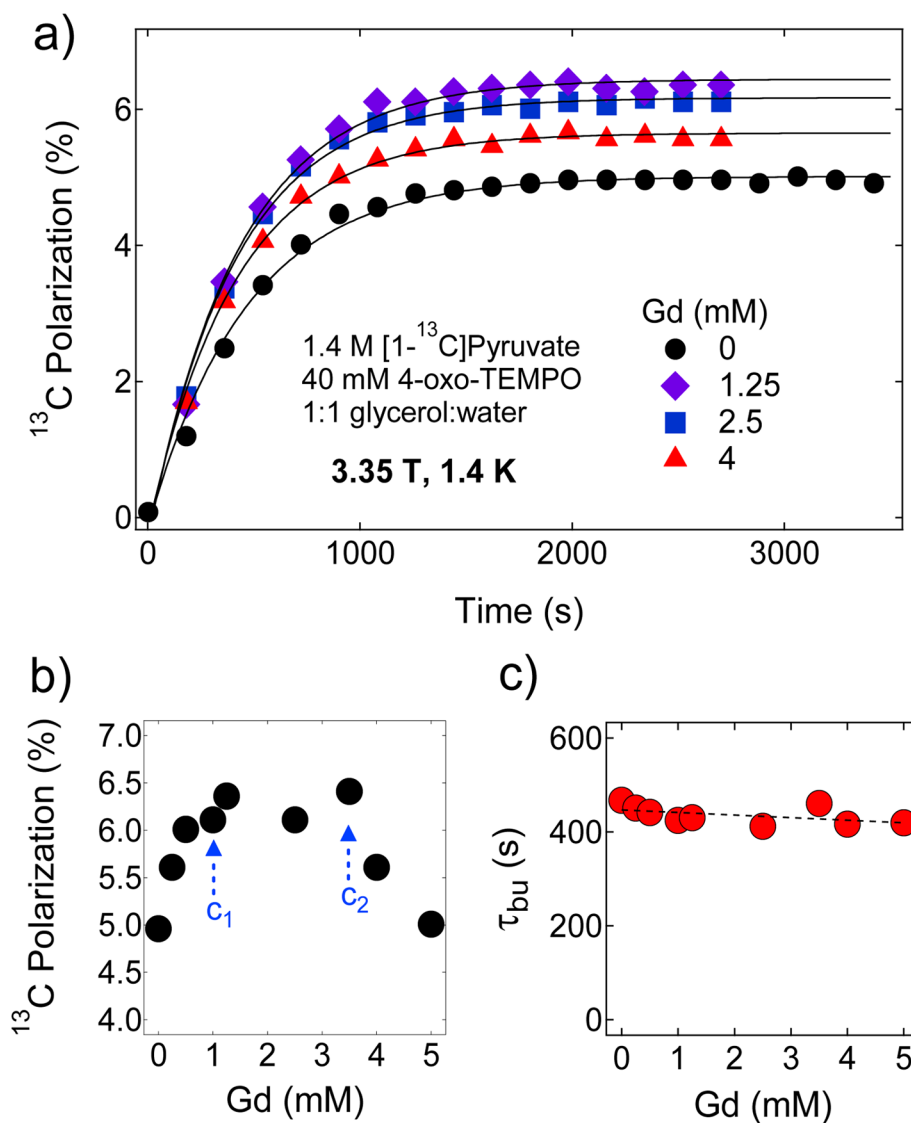 a)
¹³C Polarization (%)
6
4
2
0
1.4 M [1-¹³C]Pyruvate
40 mM 4-oxo-TEMPO
1:1 glycerol:water
3.35 T, 1.4 K
Gd (mM)
0
1.25
2.5
4
0 1000 2000 3000
Time (s)
b)
¹³C Polarization (%)
7.0
6.5
6.0
5.5
5.0
4.5
4.0
c₁
c₂
0 1 2 3 4 5
Gd (mM)
c)
τbu (s)
600
400
200
0
0 1 2 3 4 5
Gd (mM)